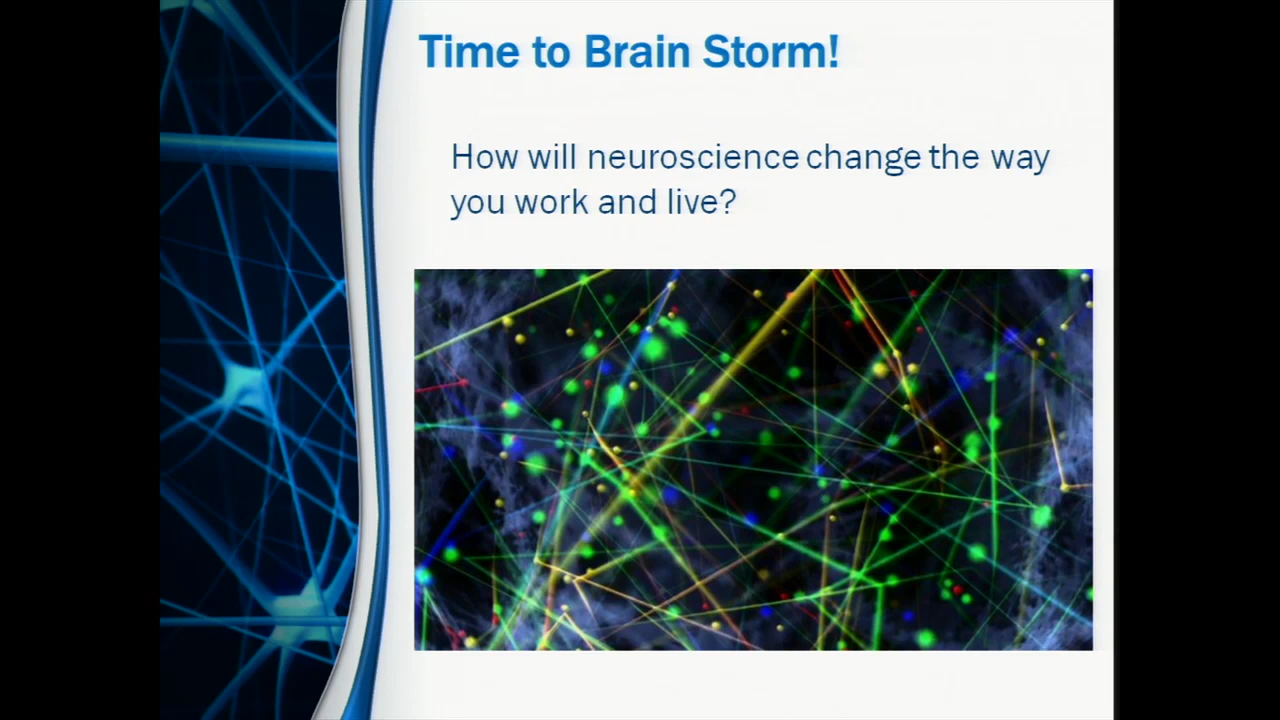 Time to Brain Storm!
How will neuroscience change the way
you work and live?